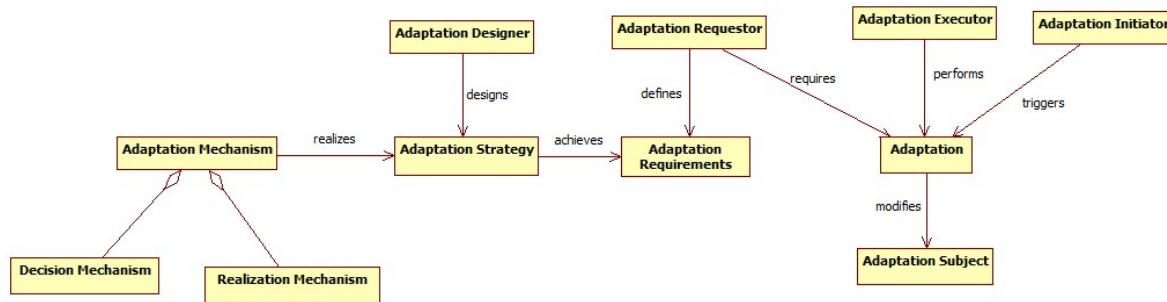 Adaptation Designer
Adaptation Requestor
Adaptation Executor
Adaptation Initiator
designs
defines
requires
performs
triggers
Adaptation Mechanism
realizes
Adaptation Strategy
achieves
Adaptation
Requirements
Adaptation
modifies
Decision Mechanism
Realization Mechanism
Adaptation Subject